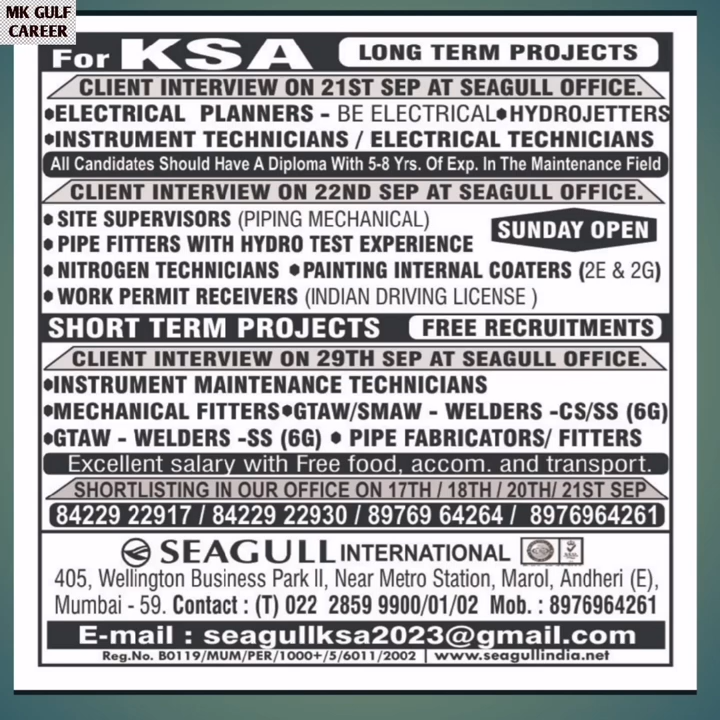 MK GULF
CAREER
For KSA LONG TERM PROJECTS
CLIENT INTERVIEW ON 21ST SEP AT SEAGULL OFFICE.
•ELECTRICAL PLANNERS - BE ELECTRICAL•HYDROJETTERS
•INSTRUMENT TECHNICIANS / ELECTRICAL TECHNICIANS
All Candidates Should Have A Diploma With 5-8 Yrs. Of Exp. In The Maintenance Field
CLIENT INTERVIEW ON 22ND SEP AT SEAGULL OFFICE.
• SITE SUPERVISORS (PIPING MECHANICAL)
SUNDAY OPEN
• PIPE FITTERS WITH HYDRO TEST EXPERIENCE
• NITROGEN TECHNICIANS •PAINTING INTERNAL COATERS (2E & 2G)
• WORK PERMIT RECEIVERS (INDIAN DRIVING LICENSE )
SHORT TERM PROJECTS FREE RECRUITMENTS
CLIENT INTERVIEW ON 29TH SEP AT SEAGULL OFFICE.
•INSTRUMENT MAINTENANCE TECHNICIANS
•MECHANICAL FITTERS•GTAW/SMAW - WELDERS -CS/SS (6G)
•GTAW - WELDERS -SS (6G) • PIPE FABRICATORS/ FITTERS
Excellent salary with Free food, accom. and transport.
SHORTLISTING IN OUR OFFICE ON 17TH / 18TH / 20TH/ 21ST SEP
84229 22917 / 84229 22930 / 89769 64264 / 8976964261
SEAGULL INTERNATIONAL
405, Wellington Business Park II, Near Metro Station, Marol, Andheri (E),
Mumbai - 59. Contact : (T) 022 2859 9900/01/02 Mob. : 8976964261
E-mail : seagullksa2023@gmail.com
Reg.No. B0119/MUM/PER/1000+/5/6011/2002 | www.seagullindia.net